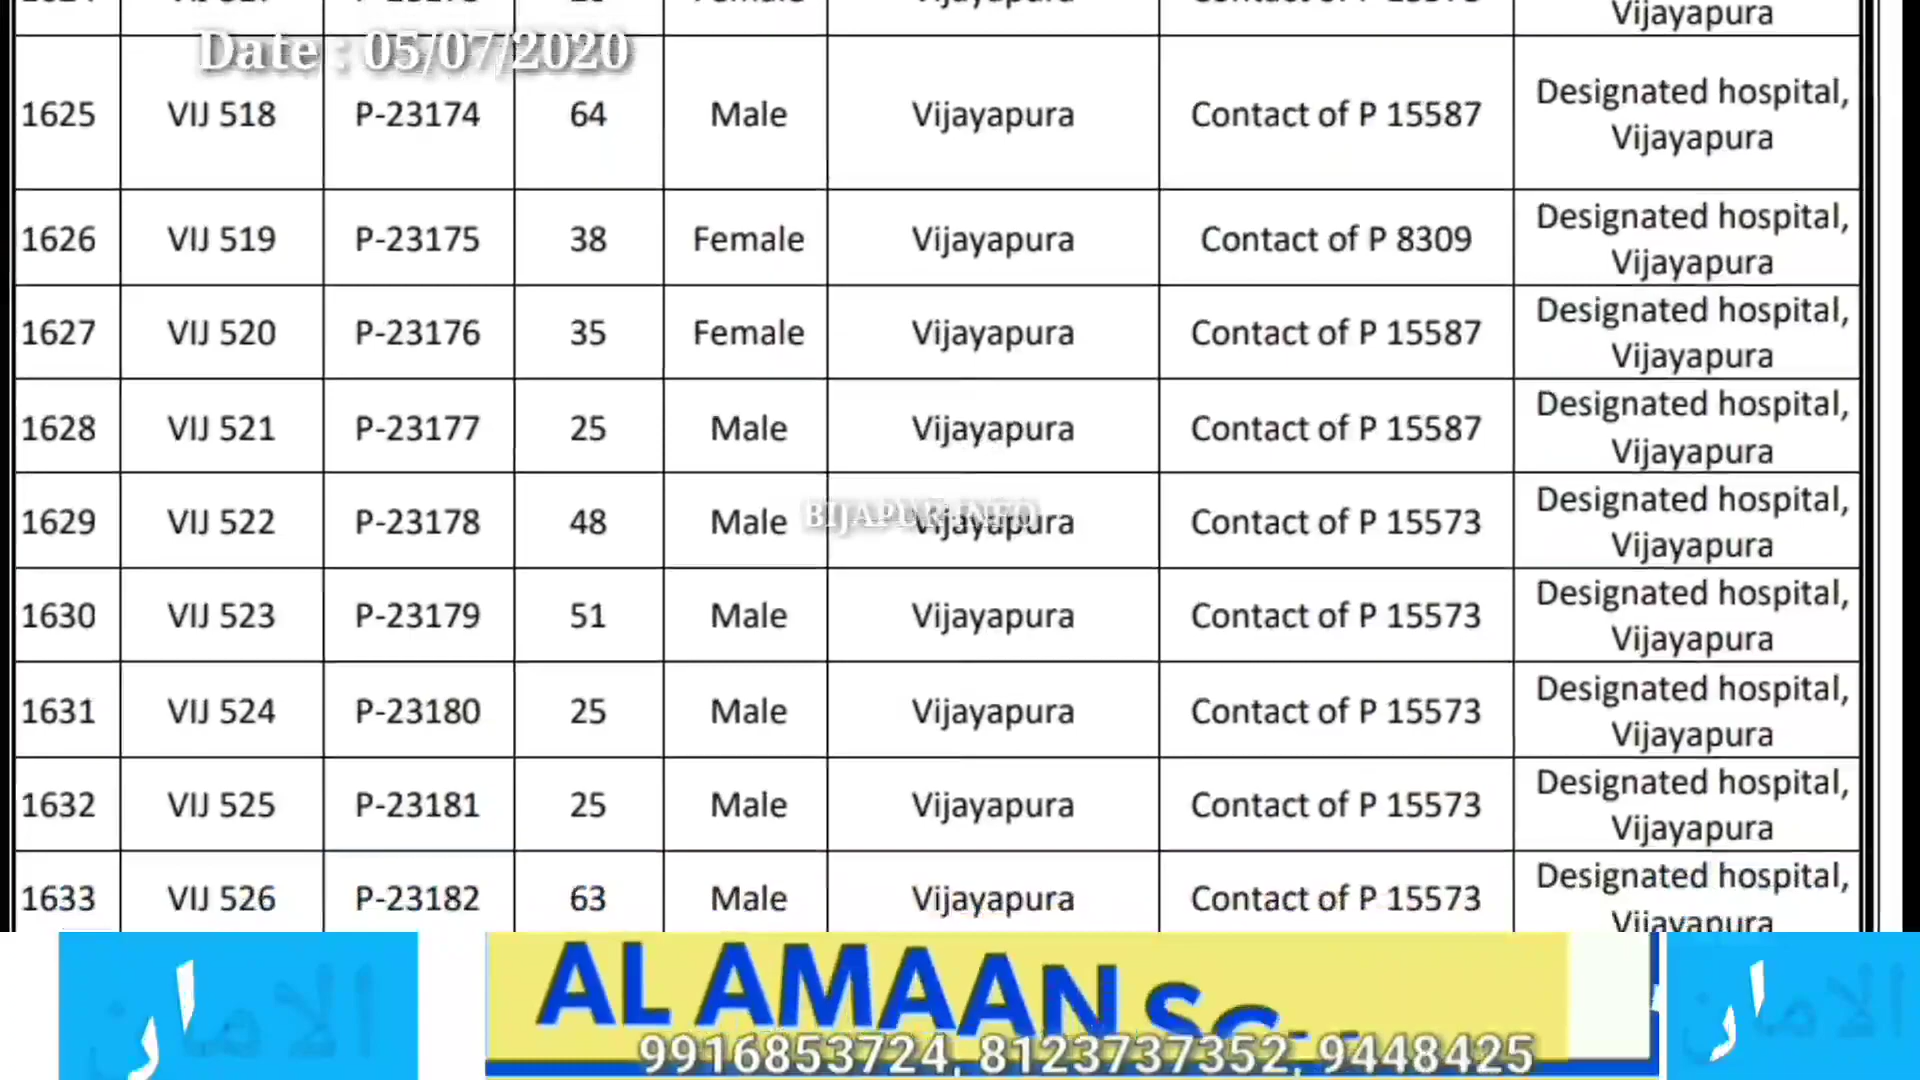 Vijayapura
Date : 05/07/2020
1625 VIJ 518 P-23174 64 Male Vijayapura Contact of P 15587 Designated hospital, Vijayapura
1626 VIJ 519 P-23175 38 Female Vijayapura Contact of P 8309 Designated hospital, Vijayapura
1627 VIJ 520 P-23176 35 Female Vijayapura Contact of P 15587 Designated hospital, Vijayapura
1628 VIJ 521 P-23177 25 Male Vijayapura Contact of P 15587 Designated hospital, Vijayapura
1629 VIJ 522 P-23178 48 Male Vijayapura Contact of P 15573 Designated hospital, Vijayapura
BIJAPUR INFO
1630 VIJ 523 P-23179 51 Male Vijayapura Contact of P 15573 Designated hospital, Vijayapura
1631 VIJ 524 P-23180 25 Male Vijayapura Contact of P 15573 Designated hospital, Vijayapura
1632 VIJ 525 P-23181 25 Male Vijayapura Contact of P 15573 Designated hospital, Vijayapura
1633 VIJ 526 P-23182 63 Male Vijayapura Contact of P 15573 Designated hospital, Vijayapura
AL AMAAN
9916853724, 8123737352, 9448425
الامان
الامان